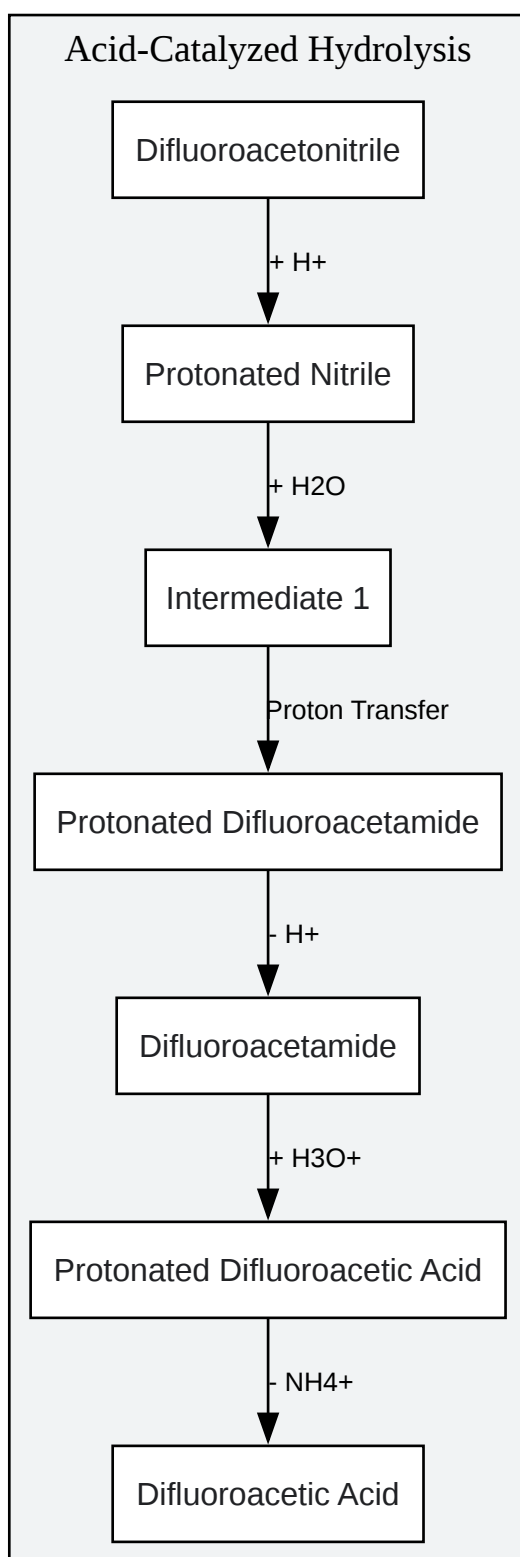 Acid-Catalyzed Hydrolysis
Difluoroacetonitrile
+ H+
Protonated Nitrile
+ H2O
Intermediate 1
Proton Transfer
Protonated Difluoroacetamide
- H+
Difluoroacetamide
+ H3O+
Protonated Difluoroacetic Acid
- NH4+
Difluoroacetic Acid